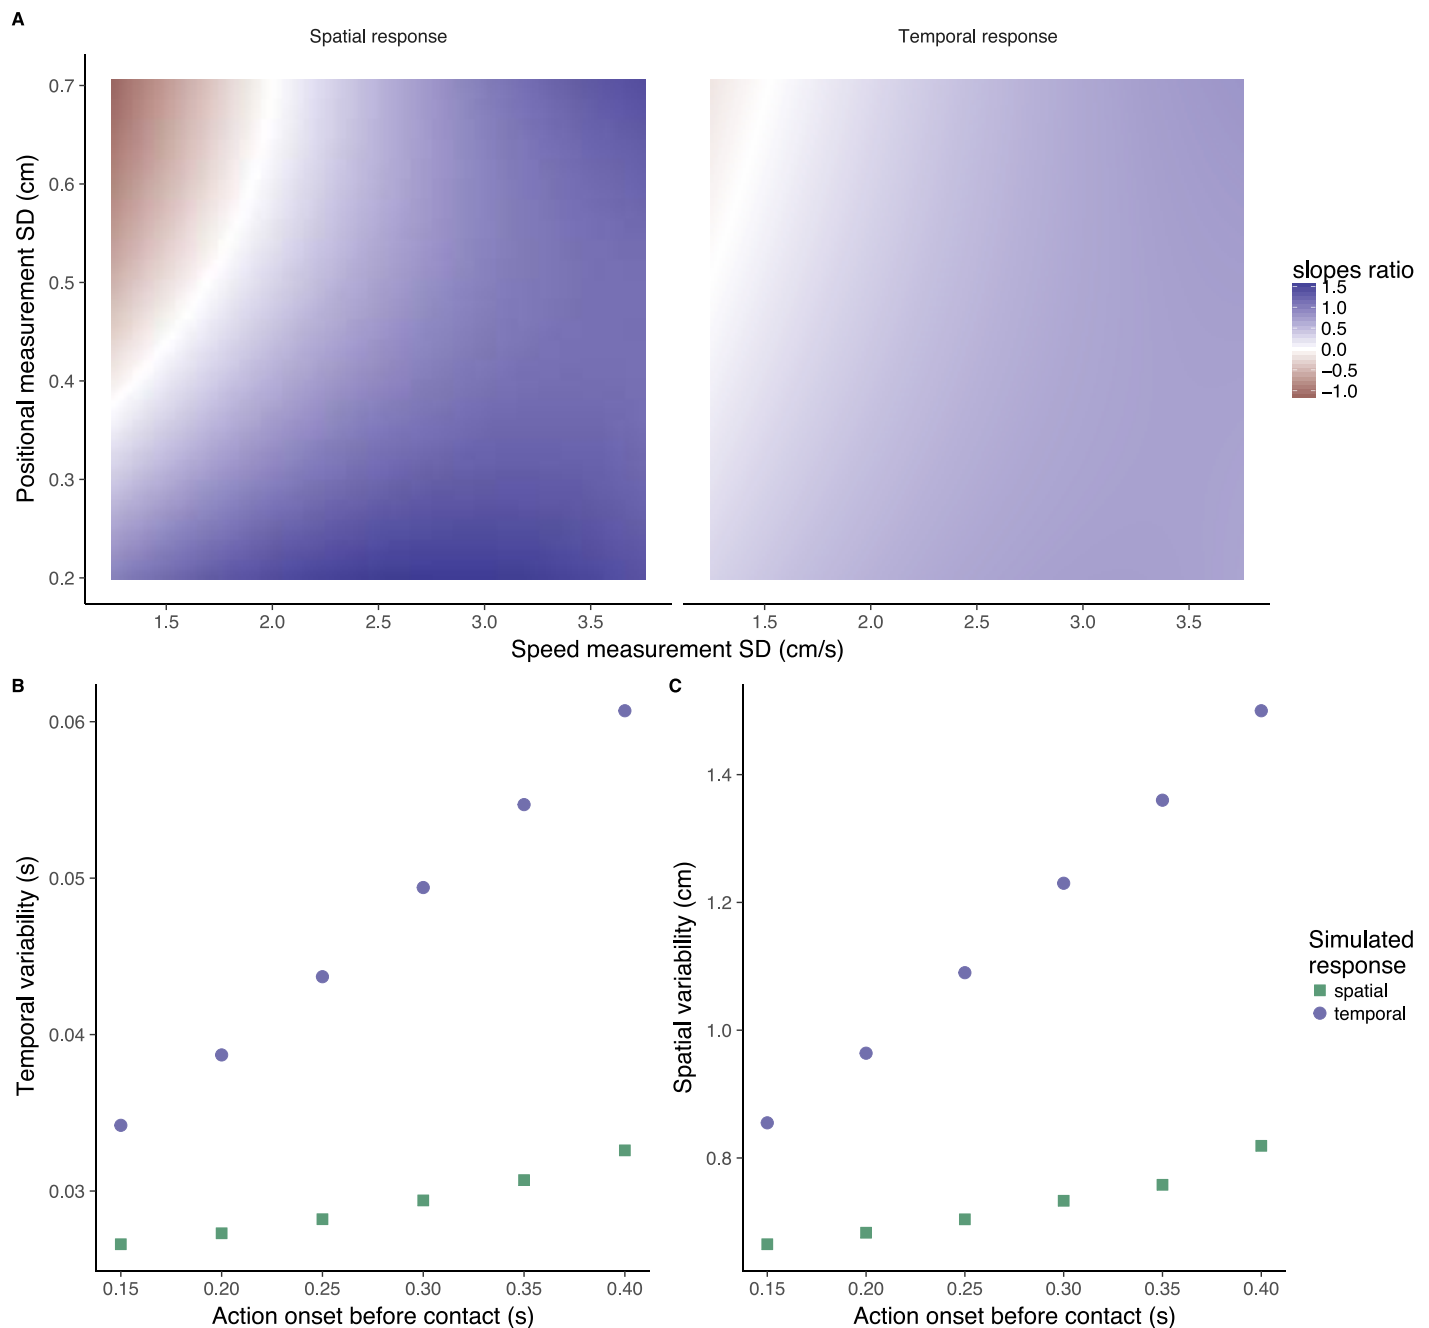 A
Spatial response
Temporal response
0.7
0.6
0.5
0.4
0.3
0.2
Positional measurement SD (cm)
1.5 2.0 2.5 3.0 3.5
1.5 2.0 2.5 3.0 3.5
Speed measurement SD (cm/s)
slopes ratio
1.5
1.0
0.5
0.0
−0.5
−1.0
B
0.06
0.05
0.04
0.03
Temporal variability (s)
0.15 0.20 0.25 0.30 0.35 0.40
Action onset before contact (s)
C
1.4
1.2
1.0
0.8
Spatial variability (cm)
0.15 0.20 0.25 0.30 0.35 0.40
Action onset before contact (s)
Simulated
response
spatial
temporal